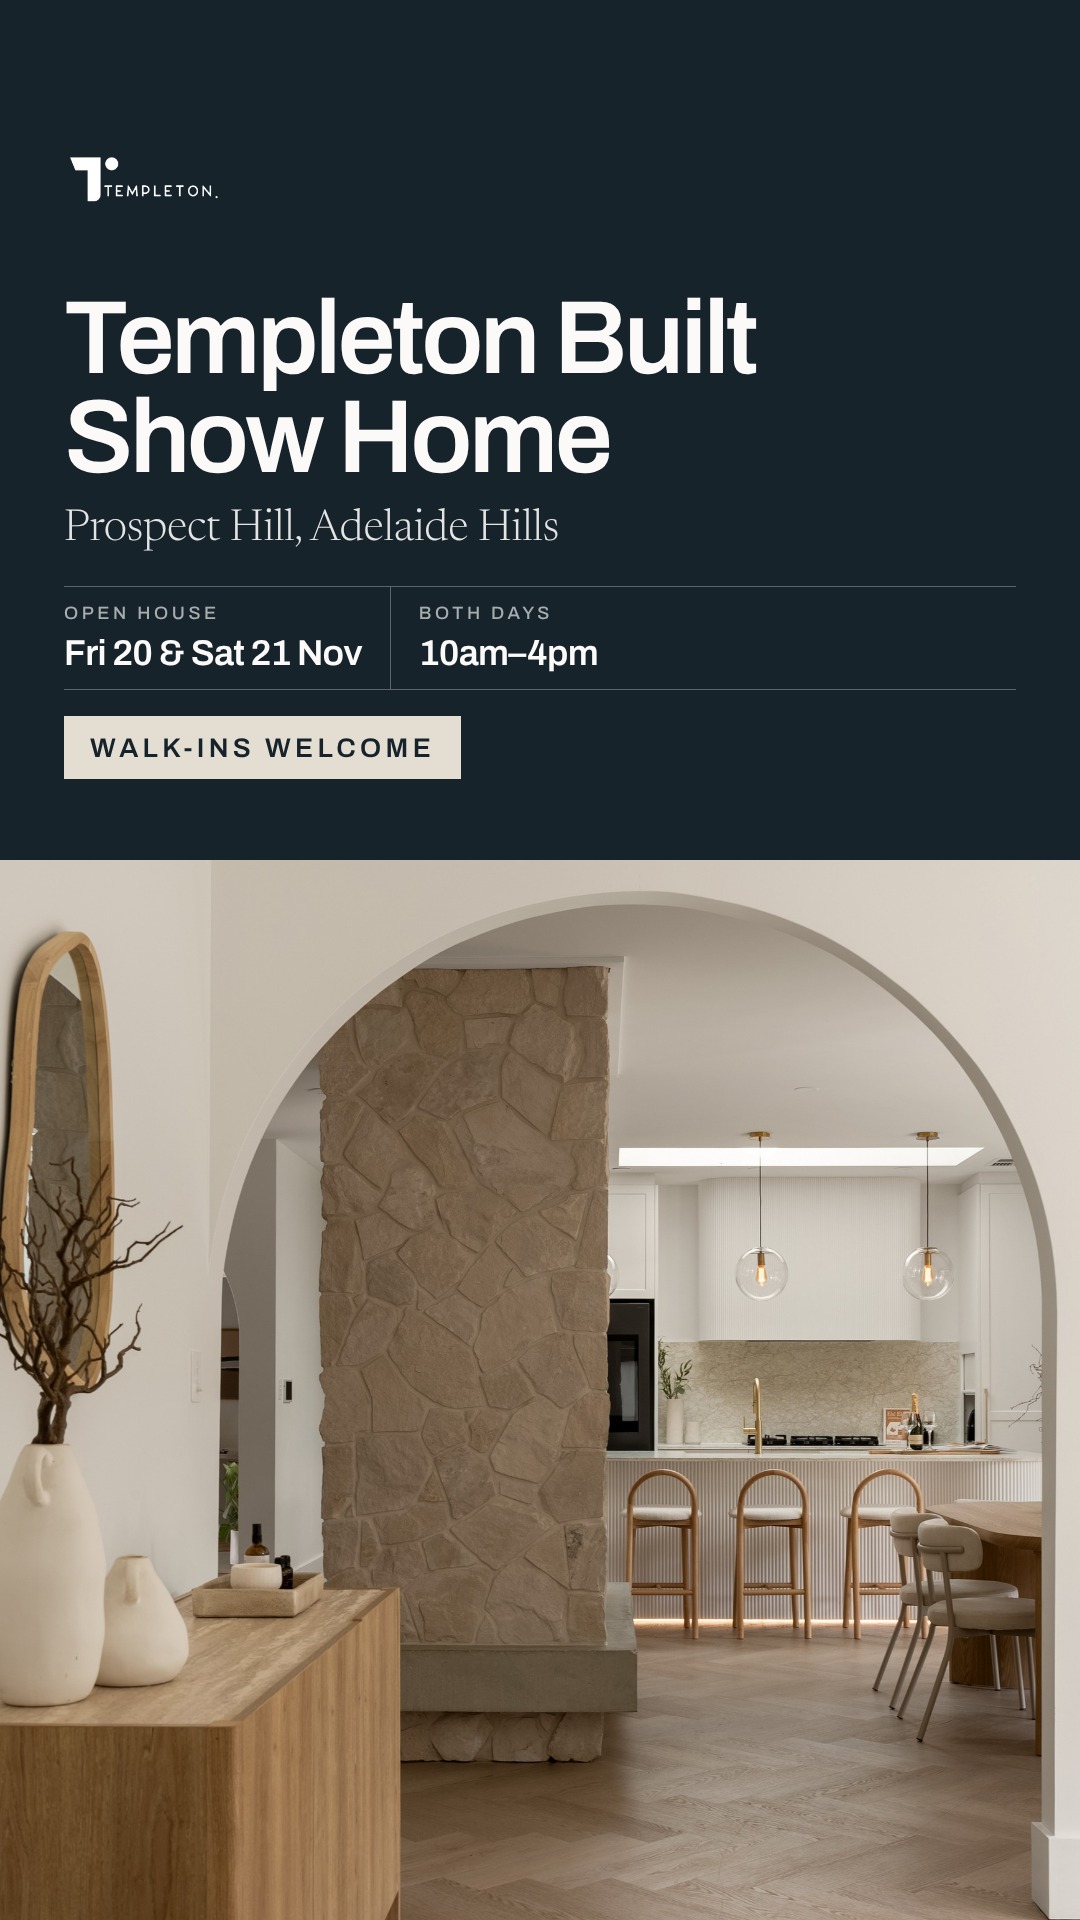 TEMPLETON.
Templeton Built
Show Home
Prospect Hill, Adelaide Hills
OPEN HOUSE
Fri 20 & Sat 21 Nov
BOTH DAYS
10am–4pm
WALK-INS WELCOME